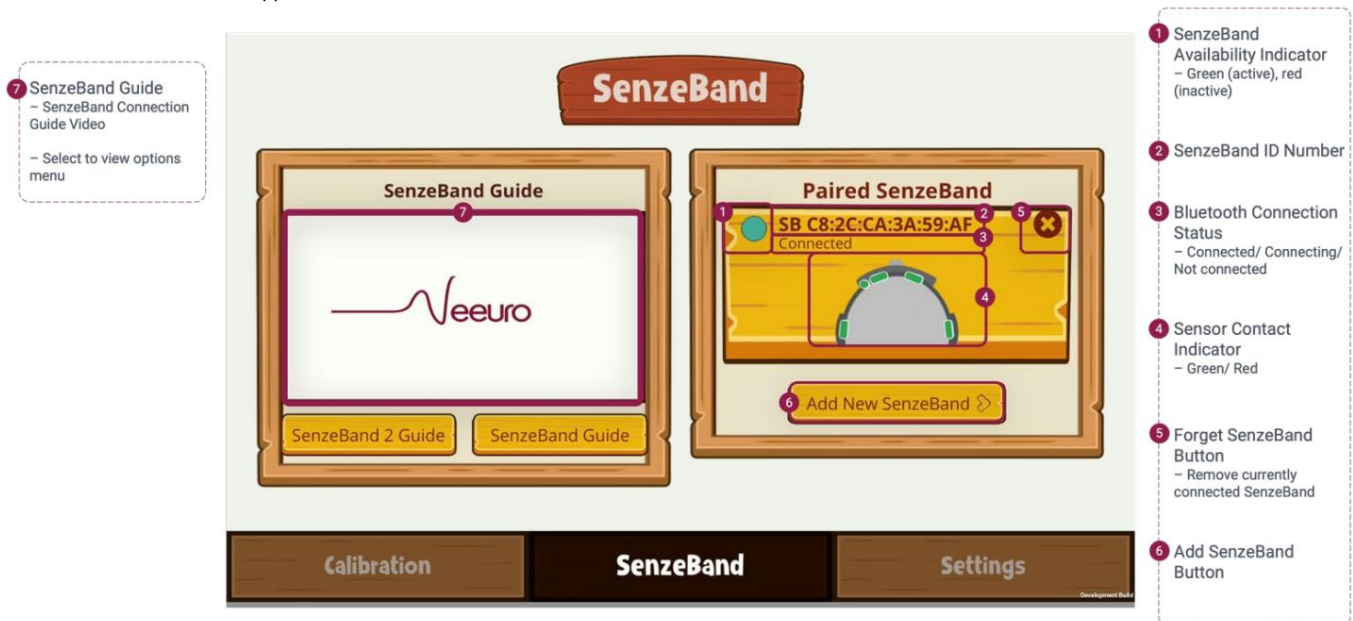 7 SenzeBand Guide
– SenzeBand Connection
Guide Video
– Select to view options
menu
SenzeBand
SenzeBand Guide
7
Neeuro
SenzeBand 2 Guide
SenzeBand Guide
Paired SenzeBand
1
SB C8:2C:CA:3A:59:AF
2
5
Connected
3
4
6 Add New SenzeBand
Calibration
SenzeBand
Settings
Development Build
1 SenzeBand
Availability Indicator
– Green (active), red
(inactive)
2 SenzeBand ID Number
3 Bluetooth Connection
Status
– Connected/ Connecting/
Not connected
4 Sensor Contact
Indicator
– Green/ Red
5 Forget SenzeBand
Button
– Remove currently
connected SenzeBand
6 Add SenzeBand
Button